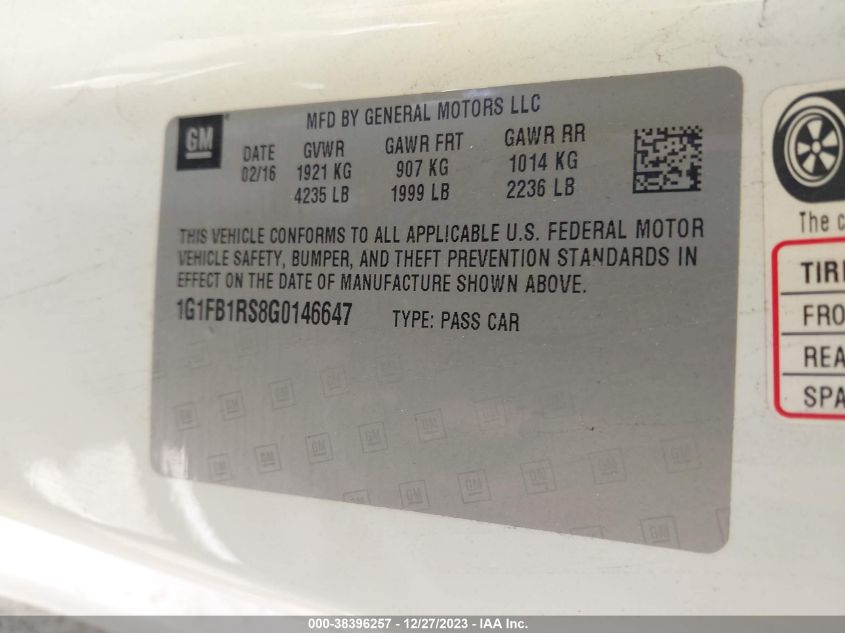 MFD BY GENERAL MOTORS LLC
GM
DATE GVWR GAWR FRT GAWR RR
02/16 1921 KG 907 KG 1014 KG
4235 LB 1999 LB 2236 LB
THIS VEHICLE CONFORMS TO ALL APPLICABLE U.S. FEDERAL MOTOR
VEHICLE SAFETY, BUMPER, AND THEFT PREVENTION STANDARDS IN
EFFECT ON THE DATE OF MANUFACTURE SHOWN ABOVE.
1G1FB1RS8G0146647 TYPE: PASS CAR
The c
TIR
FRO
REA
SPA
000-38396257 - 12/27/2023 - IAA Inc.